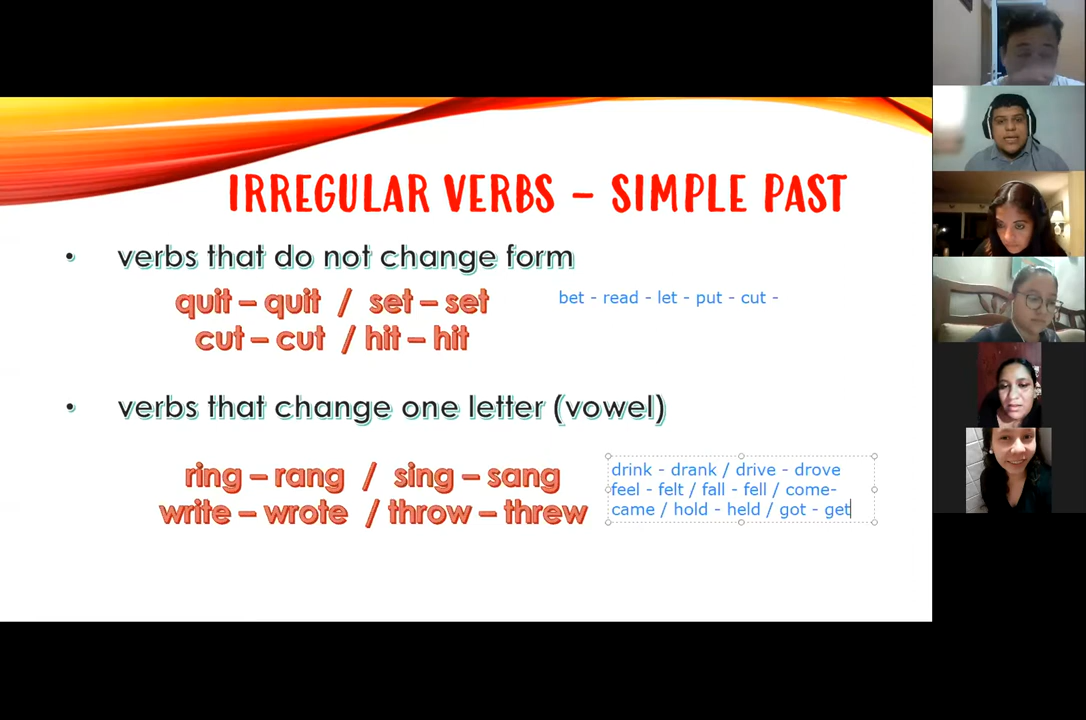 IRREGULAR VERBS – SIMPLE PAST
• verbs that do not change form
quit – quit / set – set
bet - read - let - put - cut -
cut – cut / hit – hit
• verbs that change one letter (vowel)
ring – rang / sing – sang
write – wrote / throw – threw
drink - drank / drive - drove
feel - felt / fall - fell / come-
came / hold - held / got - get